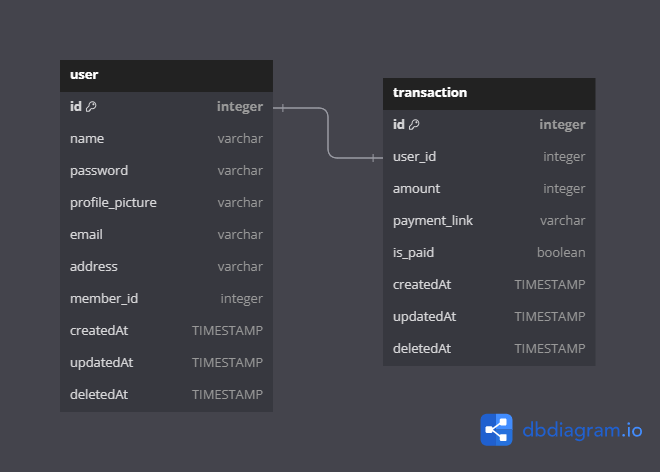 user
id integer
name varchar
password varchar
profile_picture varchar
email varchar
address varchar
member_id integer
createdAt TIMESTAMP
updatedAt TIMESTAMP
deletedAt TIMESTAMP
transaction
id integer
user_id integer
amount integer
payment_link varchar
is_paid boolean
createdAt TIMESTAMP
updatedAt TIMESTAMP
deletedAt TIMESTAMP
dbdiagram.io